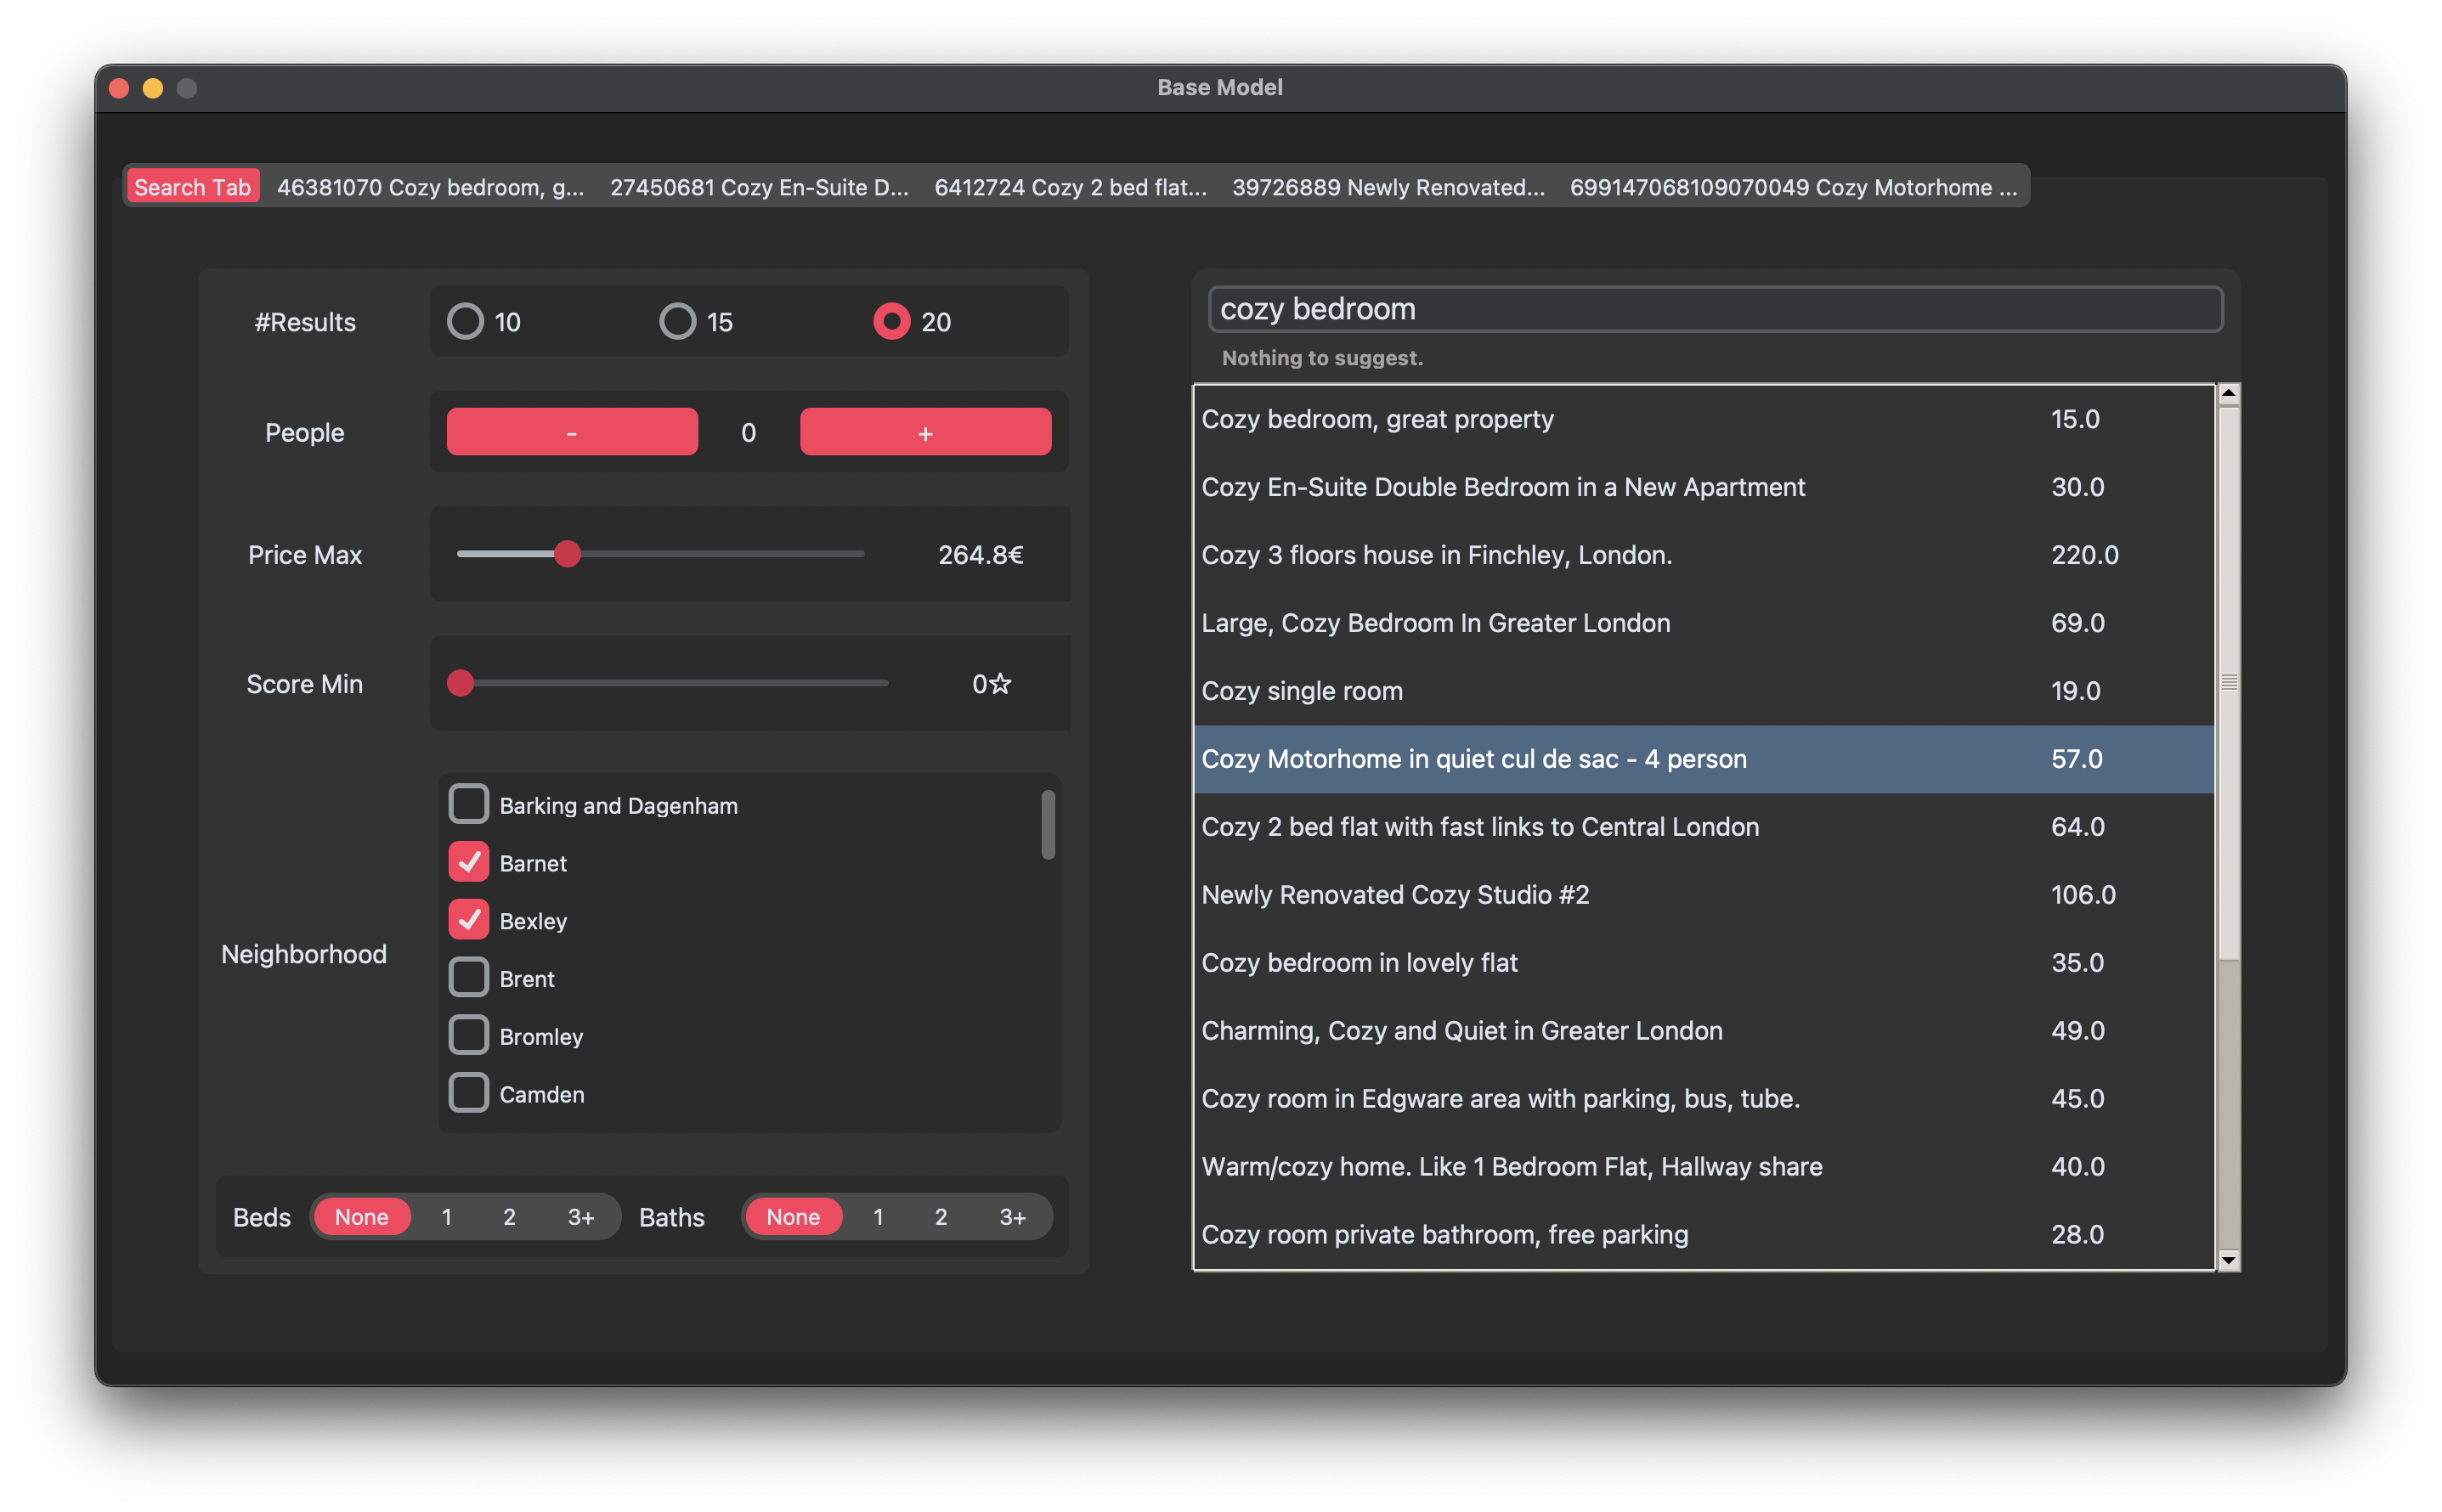 Base Model
Search Tab 46381070 Cozy bedroom, g... 27450681 Cozy En-Suite D... 6412724 Cozy 2 bed flat... 39726889 Newly Renovated... 699147068109070049 Cozy Motorhome ...
#Results 10 15 20
People - 0 +
Price Max 264.8€
Score Min 0☆
Neighborhood
Barking and Dagenham
Barnet
Bexley
Brent
Bromley
Camden
Beds None 1 2 3+ Baths None 1 2 3+
cozy bedroom
Nothing to suggest.
Cozy bedroom, great property 15.0
Cozy En-Suite Double Bedroom in a New Apartment 30.0
Cozy 3 floors house in Finchley, London. 220.0
Large, Cozy Bedroom In Greater London 69.0
Cozy single room 19.0
Cozy Motorhome in quiet cul de sac - 4 person 57.0
Cozy 2 bed flat with fast links to Central London 64.0
Newly Renovated Cozy Studio #2 106.0
Cozy bedroom in lovely flat 35.0
Charming, Cozy and Quiet in Greater London 49.0
Cozy room in Edgware area with parking, bus, tube. 45.0
Warm/cozy home. Like 1 Bedroom Flat, Hallway share 40.0
Cozy room private bathroom, free parking 28.0